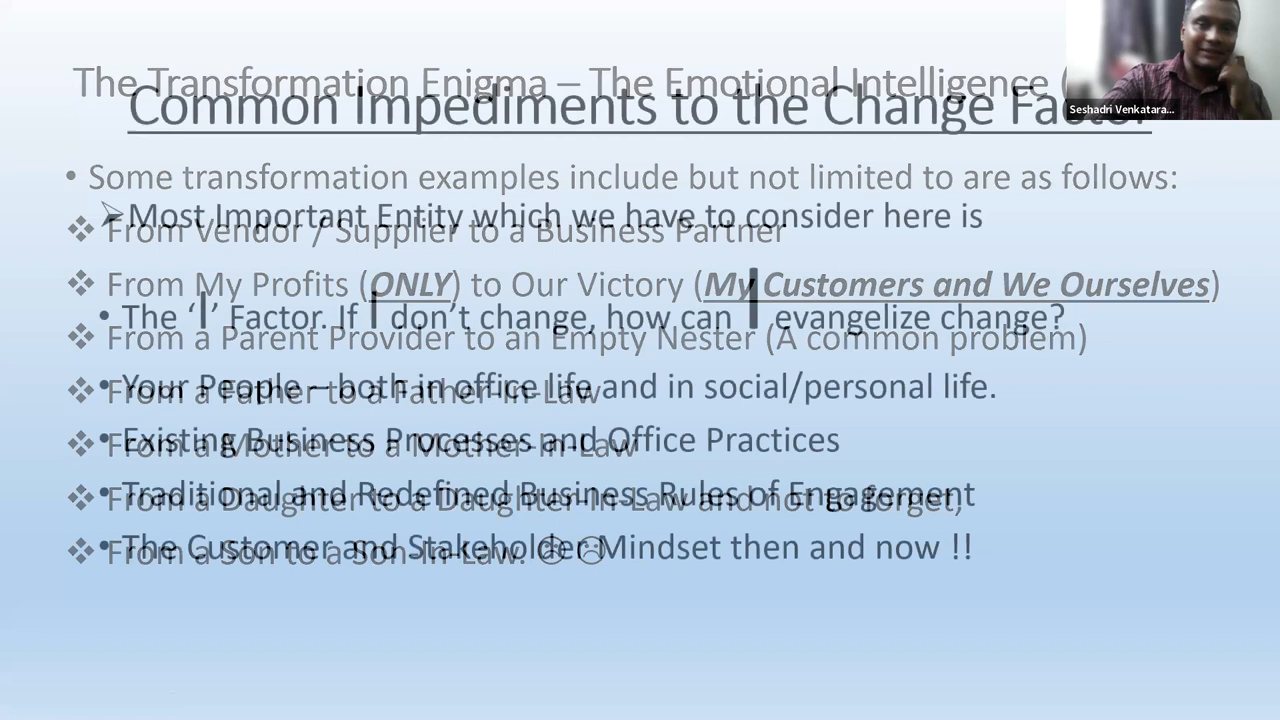 The Transformation Enigma – The Emotional Intelligence (
Common Impediments to the Change Factor
Seshadri Venkatara...
• Some transformation examples include but not limited to are as follows:
➢Most Important Entity which we have to consider here is
❖ From Vendor / Supplier to a Business Partner
❖ From My Profits (ONLY) to Our Victory (My Customers and We Ourselves)
• The ‘I’ Factor. If I don’t change, how can I evangelize change?
❖ From a Parent Provider to an Empty Nester (A common problem)
• Your People – both in office life and in social/personal life.
❖ From a Father to a Father-In-Law
• Existing Business Processes and Office Practices
❖ From a Mother to a Mother-In-Law
• Traditional and Redefined Business Rules of Engagement
❖ From a Daughter to a Daughter-In-Law and not to forget,
• The Customer and Stakeholder Mindset then and now !!
❖ From a Son to a Son-In-Law. ☹ ☹